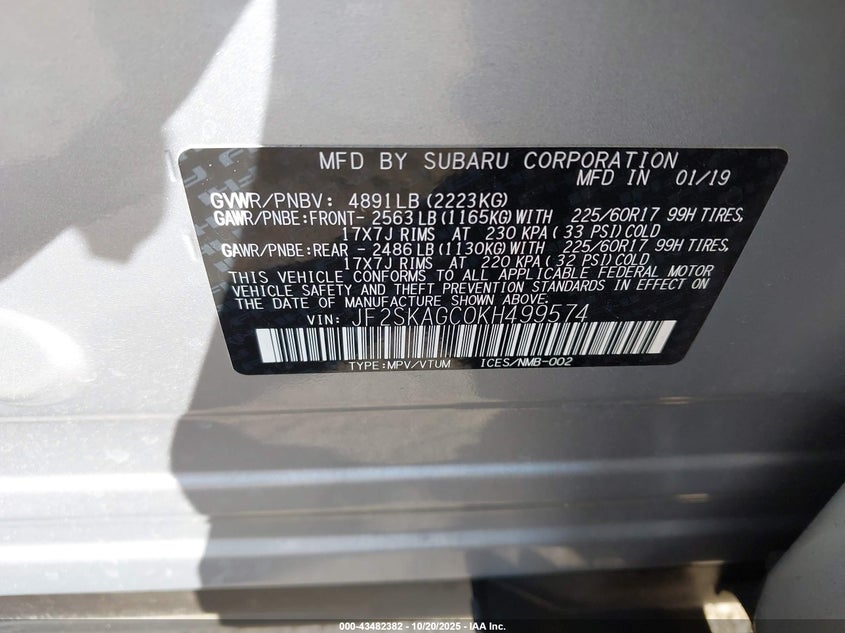 MFD BY SUBARU CORPORATION
MFD IN 01/19
GVWR/PNBV: 4891LB (2223KG)
GAWR/PNBE:FRONT- 2563 LB (1165KG) WITH 225/60R17 99H TIRES,
17X7J RIMS AT 230 KPA ( 33 PSI) COLD
GAWR/PNBE:REAR - 2486 LB (1130KG) WITH 225/60R17 99H TIRES,
17X7J RIMS AT 220 KPA ( 32 PSI) COLD
THIS VEHICLE CONFORMS TO ALL APPLICABLE FEDERAL MOTOR
VEHICLE SAFETY AND THEFT PREVENTION STANDARDS IN EFFECT ON
THE DATE OF MANUFACTURE SHOWN ABOVE.
VIN: JF2SKAGC0KH499574
TYPE:MPV/VTUM ICES/NMB-002
000-43482382 - 10/20/2025 - IAA Inc.